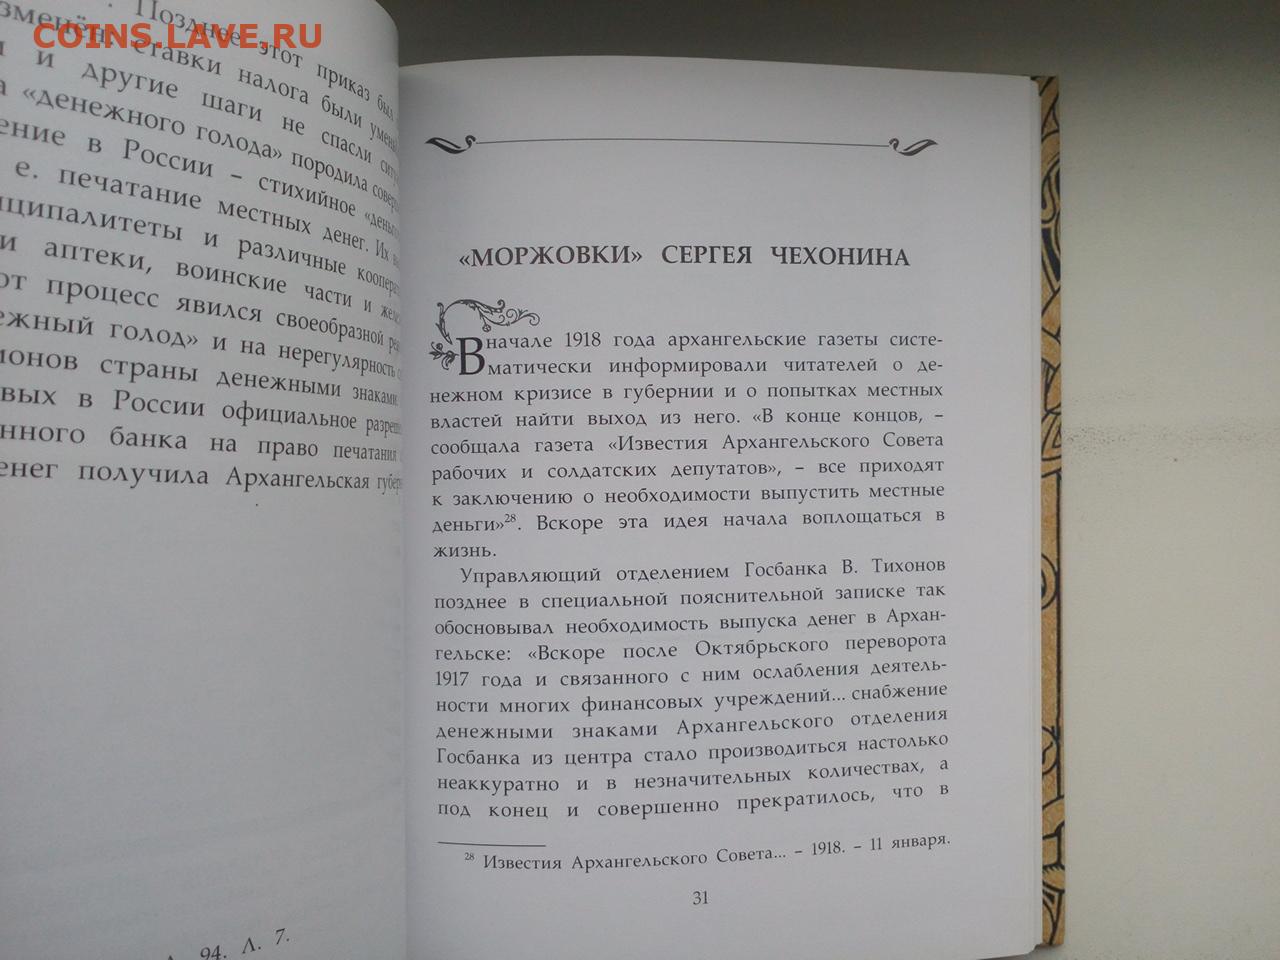 COINS.LAVE.RU
Позднее этот приказ был
ставки налога были
и другие шаги не спасли
«денежного голода» породила
в России – стихийное
е. печатание местных денег. Их
и различные
и аптеки, воинские части и
процесс явился своеобразной
голод» и на нерегулярность
страны денежными знаками.
в России официальное
банка на право печатания
получила Архангельская
94. Л. 7.
«МОРЖОВКИ» СЕРГЕЯ ЧЕХОНИНА
В начале 1918 года архангельские газеты систе-
матически информировали читателей о де-
нежном кризисе в губернии и о попытках местных
властей найти выход из него. «В конце концов, –
сообщала газета «Известия Архангельского Совета
рабочих и солдатских депутатов», – все приходят
к заключению о необходимости выпустить местные
деньги»28. Вскоре эта идея начала воплощаться в
жизнь.
Управляющий отделением Госбанка В. Тихонов
позднее в специальной пояснительной записке так
обосновывал необходимость выпуска денег в Архан-
гельске: «Вскоре после Октябрьского переворота
1917 года и связанного с ним ослабления деятель-
ности многих финансовых учреждений... снабжение
денежными знаками Архангельского отделения
Госбанка из центра стало производиться настолько
неаккуратно и в незначительных количествах, а
под конец и совершенно прекратилось, что в
28 Известия Архангельского Совета... – 1918. – 11 января.
31